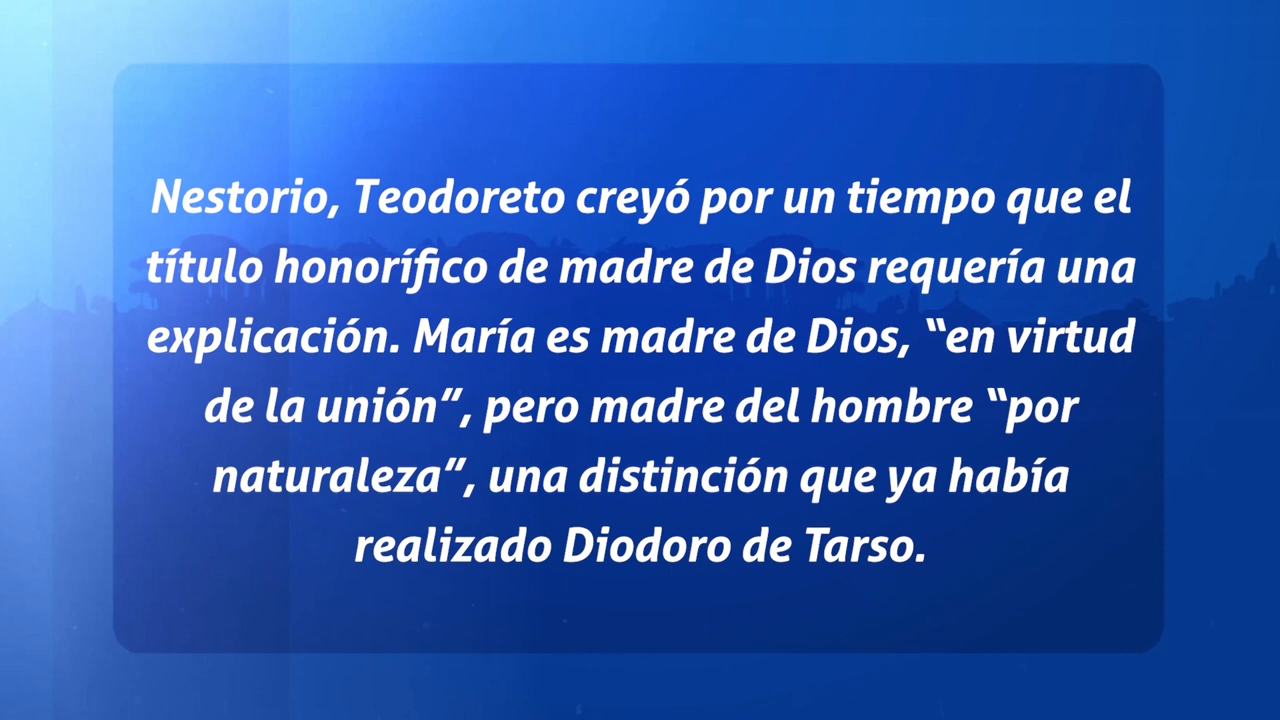 Nestorio, Teodoreto creyó por un tiempo que el
título honorífico de madre de Dios requería una
explicación. María es madre de Dios, “en virtud
de la unión”, pero madre del hombre “por
naturaleza”, una distinción que ya había
realizado Diodoro de Tarso.